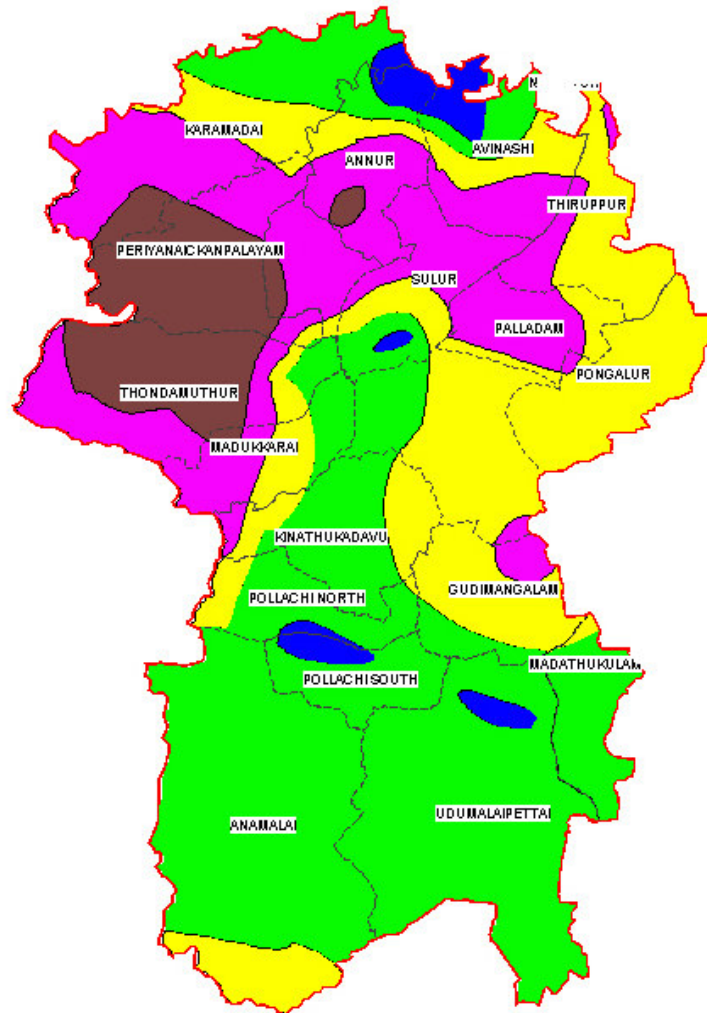 KARAMADAI
AVINASHI
ANNUR
THIRUPPUR
PERIYANAICKANPALAYAM
SULUR
PALLADAM
PONGALUR
THONDAMUTHUR
MADUKKARAI
KINATHUKADAVU
GUDIMANGALAM
POLLACHI NORTH
MADATHUKULAM
POLLACHI SOUTH
UDUMALAIPETTAI
ANAMALAI